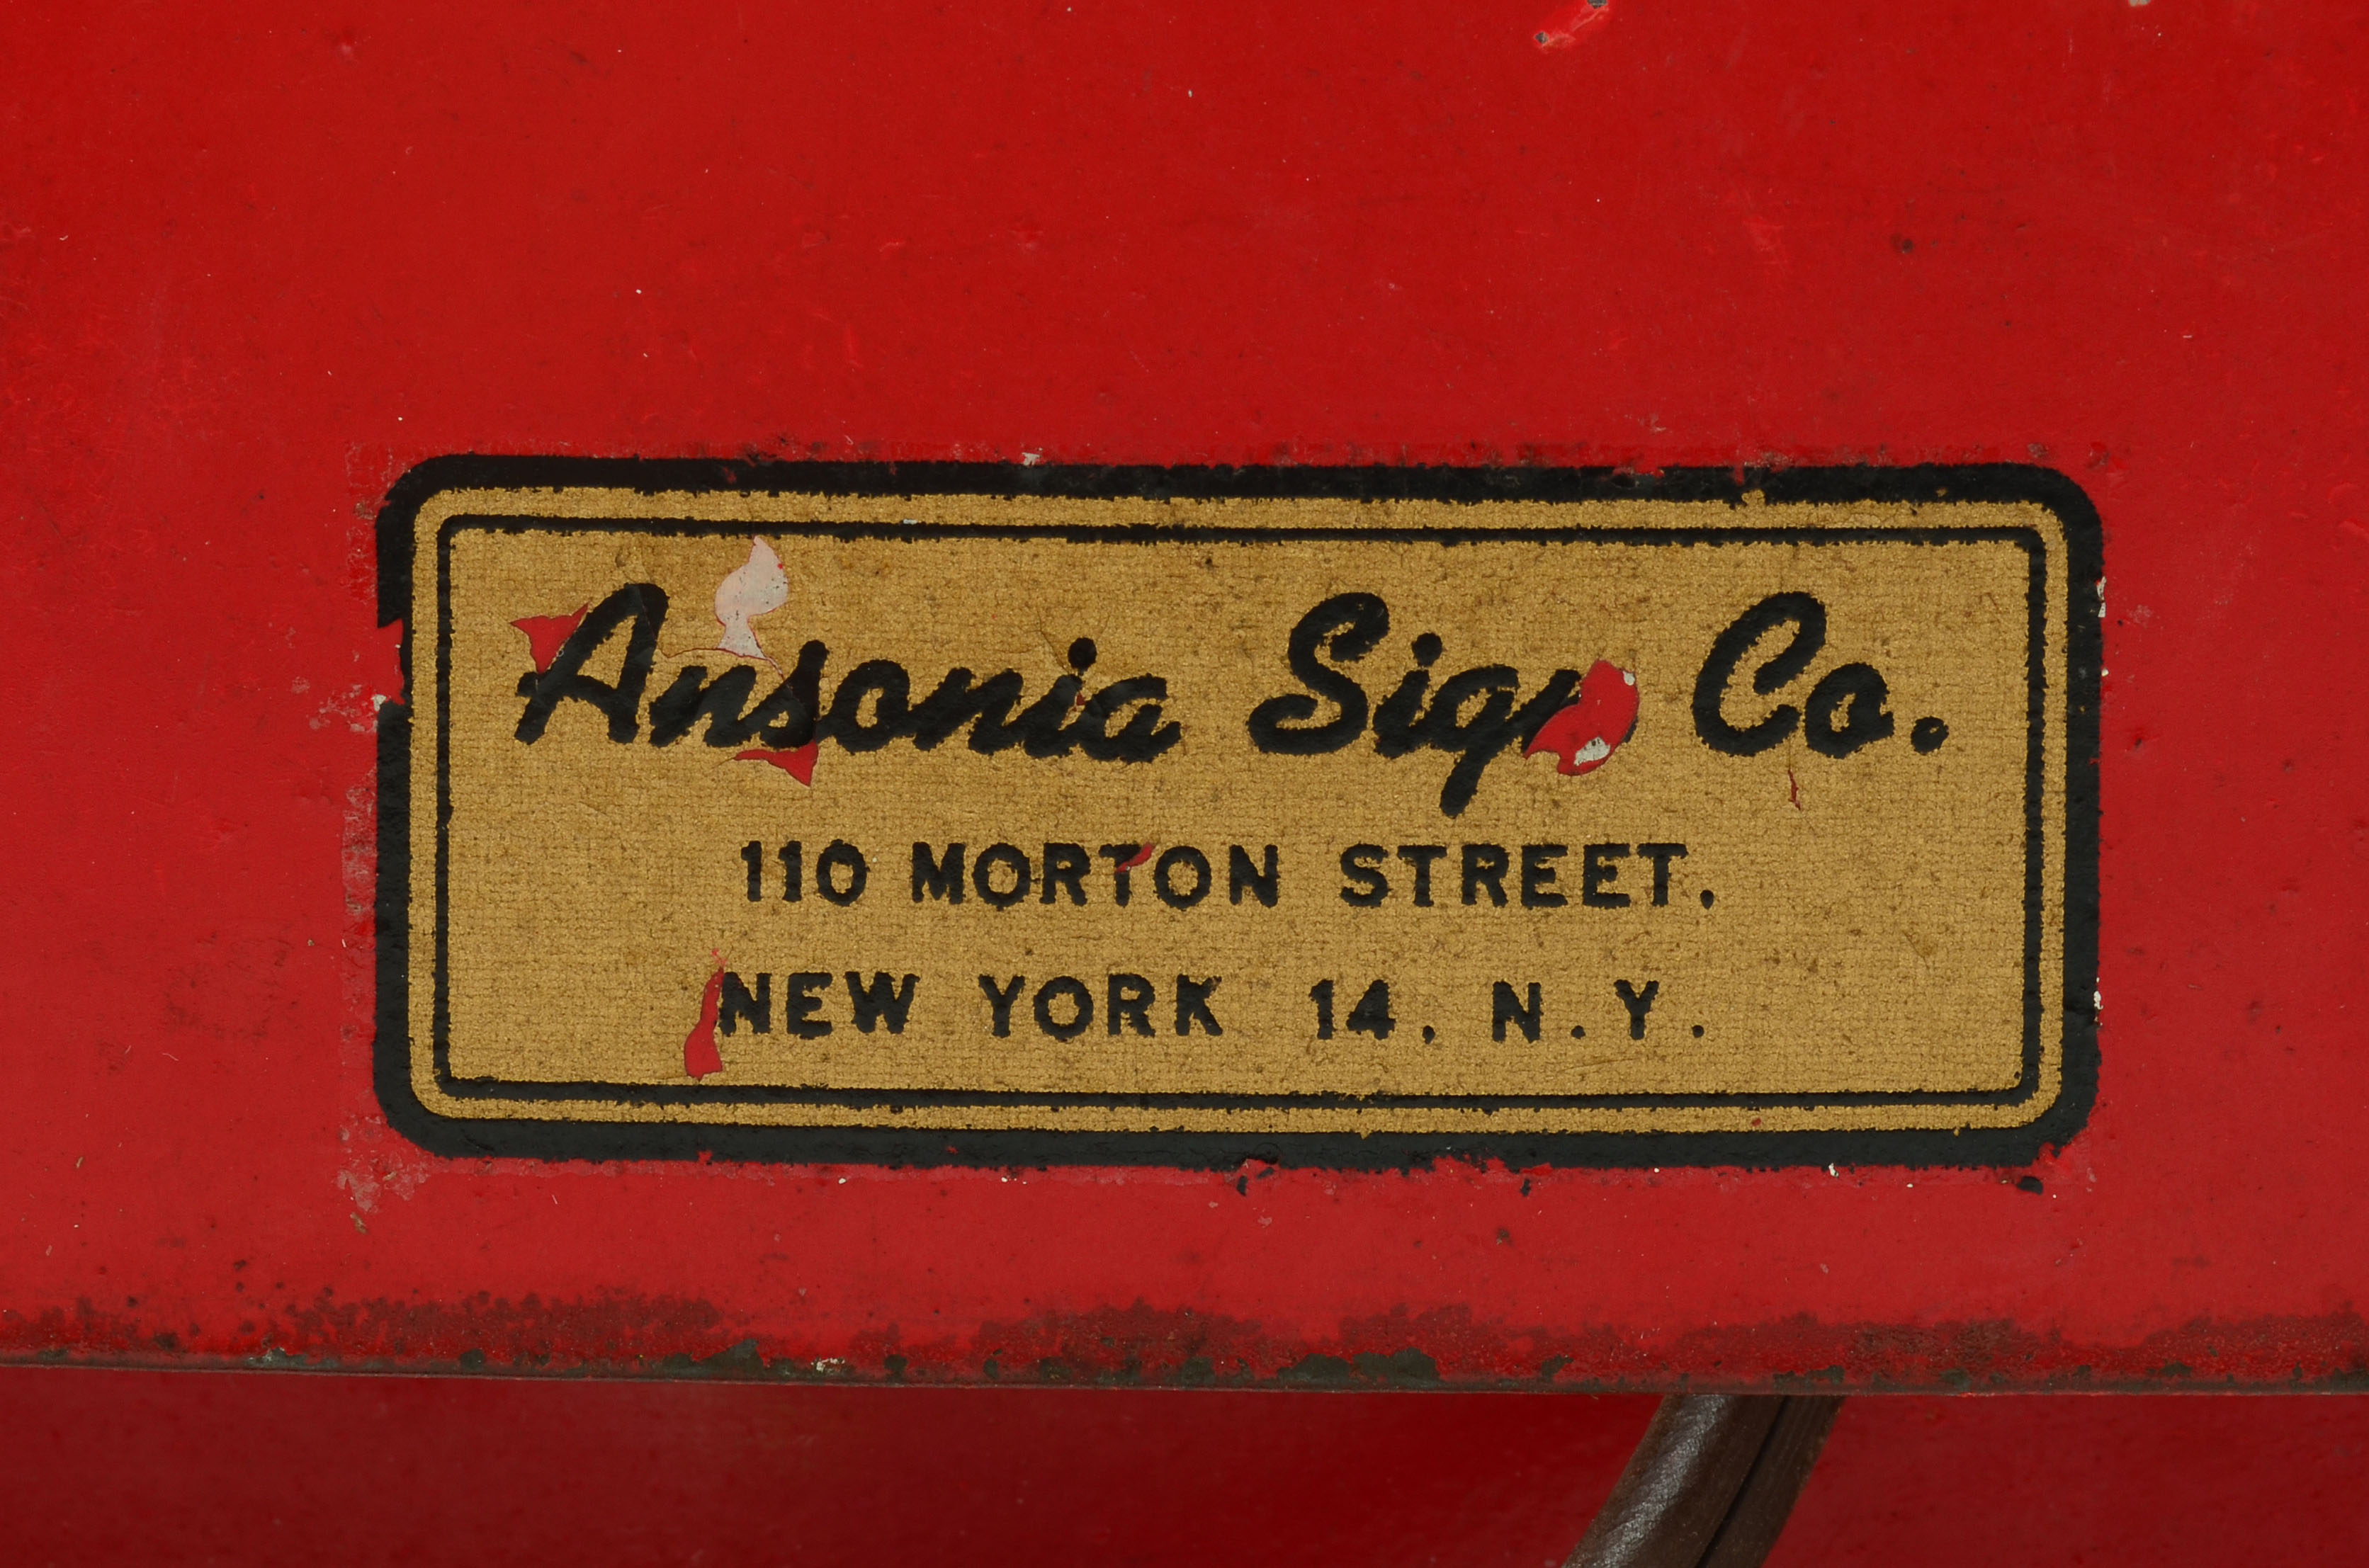 Ansonia Sign Co.
110 MORTON STREET.
NEW YORK 14, N.Y.